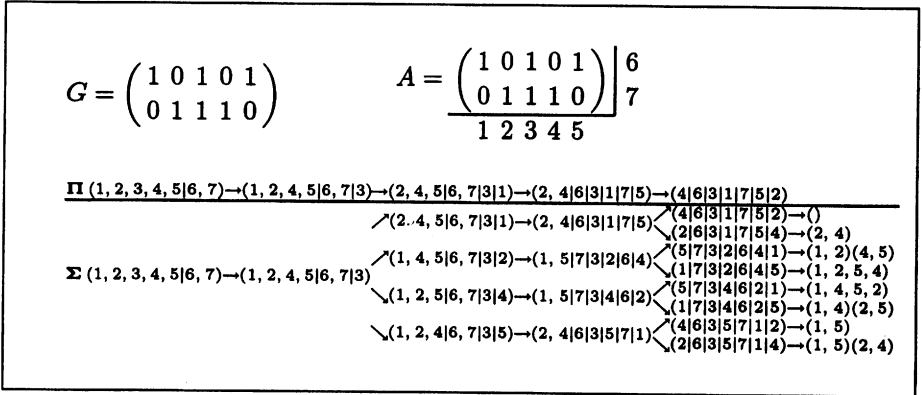 G = ( 1 0 1 0 1
0 1 1 1 0 )
A = ( 1 0 1 0 1 ) | 6
( 0 1 1 1 0 ) | 7
1 2 3 4 5
Π (1, 2, 3, 4, 5|6, 7)→(1, 2, 4, 5|6, 7|3)→(2, 4, 5|6, 7|3|1)→(2, 4|6|3|1|7|5)→(4|6|3|1|7|5|2)
↗(2. 4, 5|6, 7|3|1)→(2, 4|6|3|1|7|5)↗(4|6|3|1|7|5|2)→()
↘(2|6|3|1|7|5|4)→(2, 4)
↗(1, 4, 5|6, 7|3|2)→(1, 5|7|3|2|6|4)↗(5|7|3|2|6|4|1)→(1, 2)(4, 5)
Σ (1, 2, 3, 4, 5|6, 7)→(1, 2, 4, 5|6, 7|3)
↘(1|7|3|2|6|4|5)→(1, 2, 5, 4)
↘(1, 2, 5|6, 7|3|4)→(1, 5|7|3|4|6|2)↗(5|7|3|4|6|2|1)→(1, 4, 5, 2)
↘(1|7|3|4|6|2|5)→(1, 4)(2, 5)
↘(1, 2, 4|6, 7|3|5)→(2, 4|6|3|5|7|1)↗(4|6|3|5|7|1|2)→(1, 5)
↘(2|6|3|5|7|1|4)→(1, 5)(2, 4)